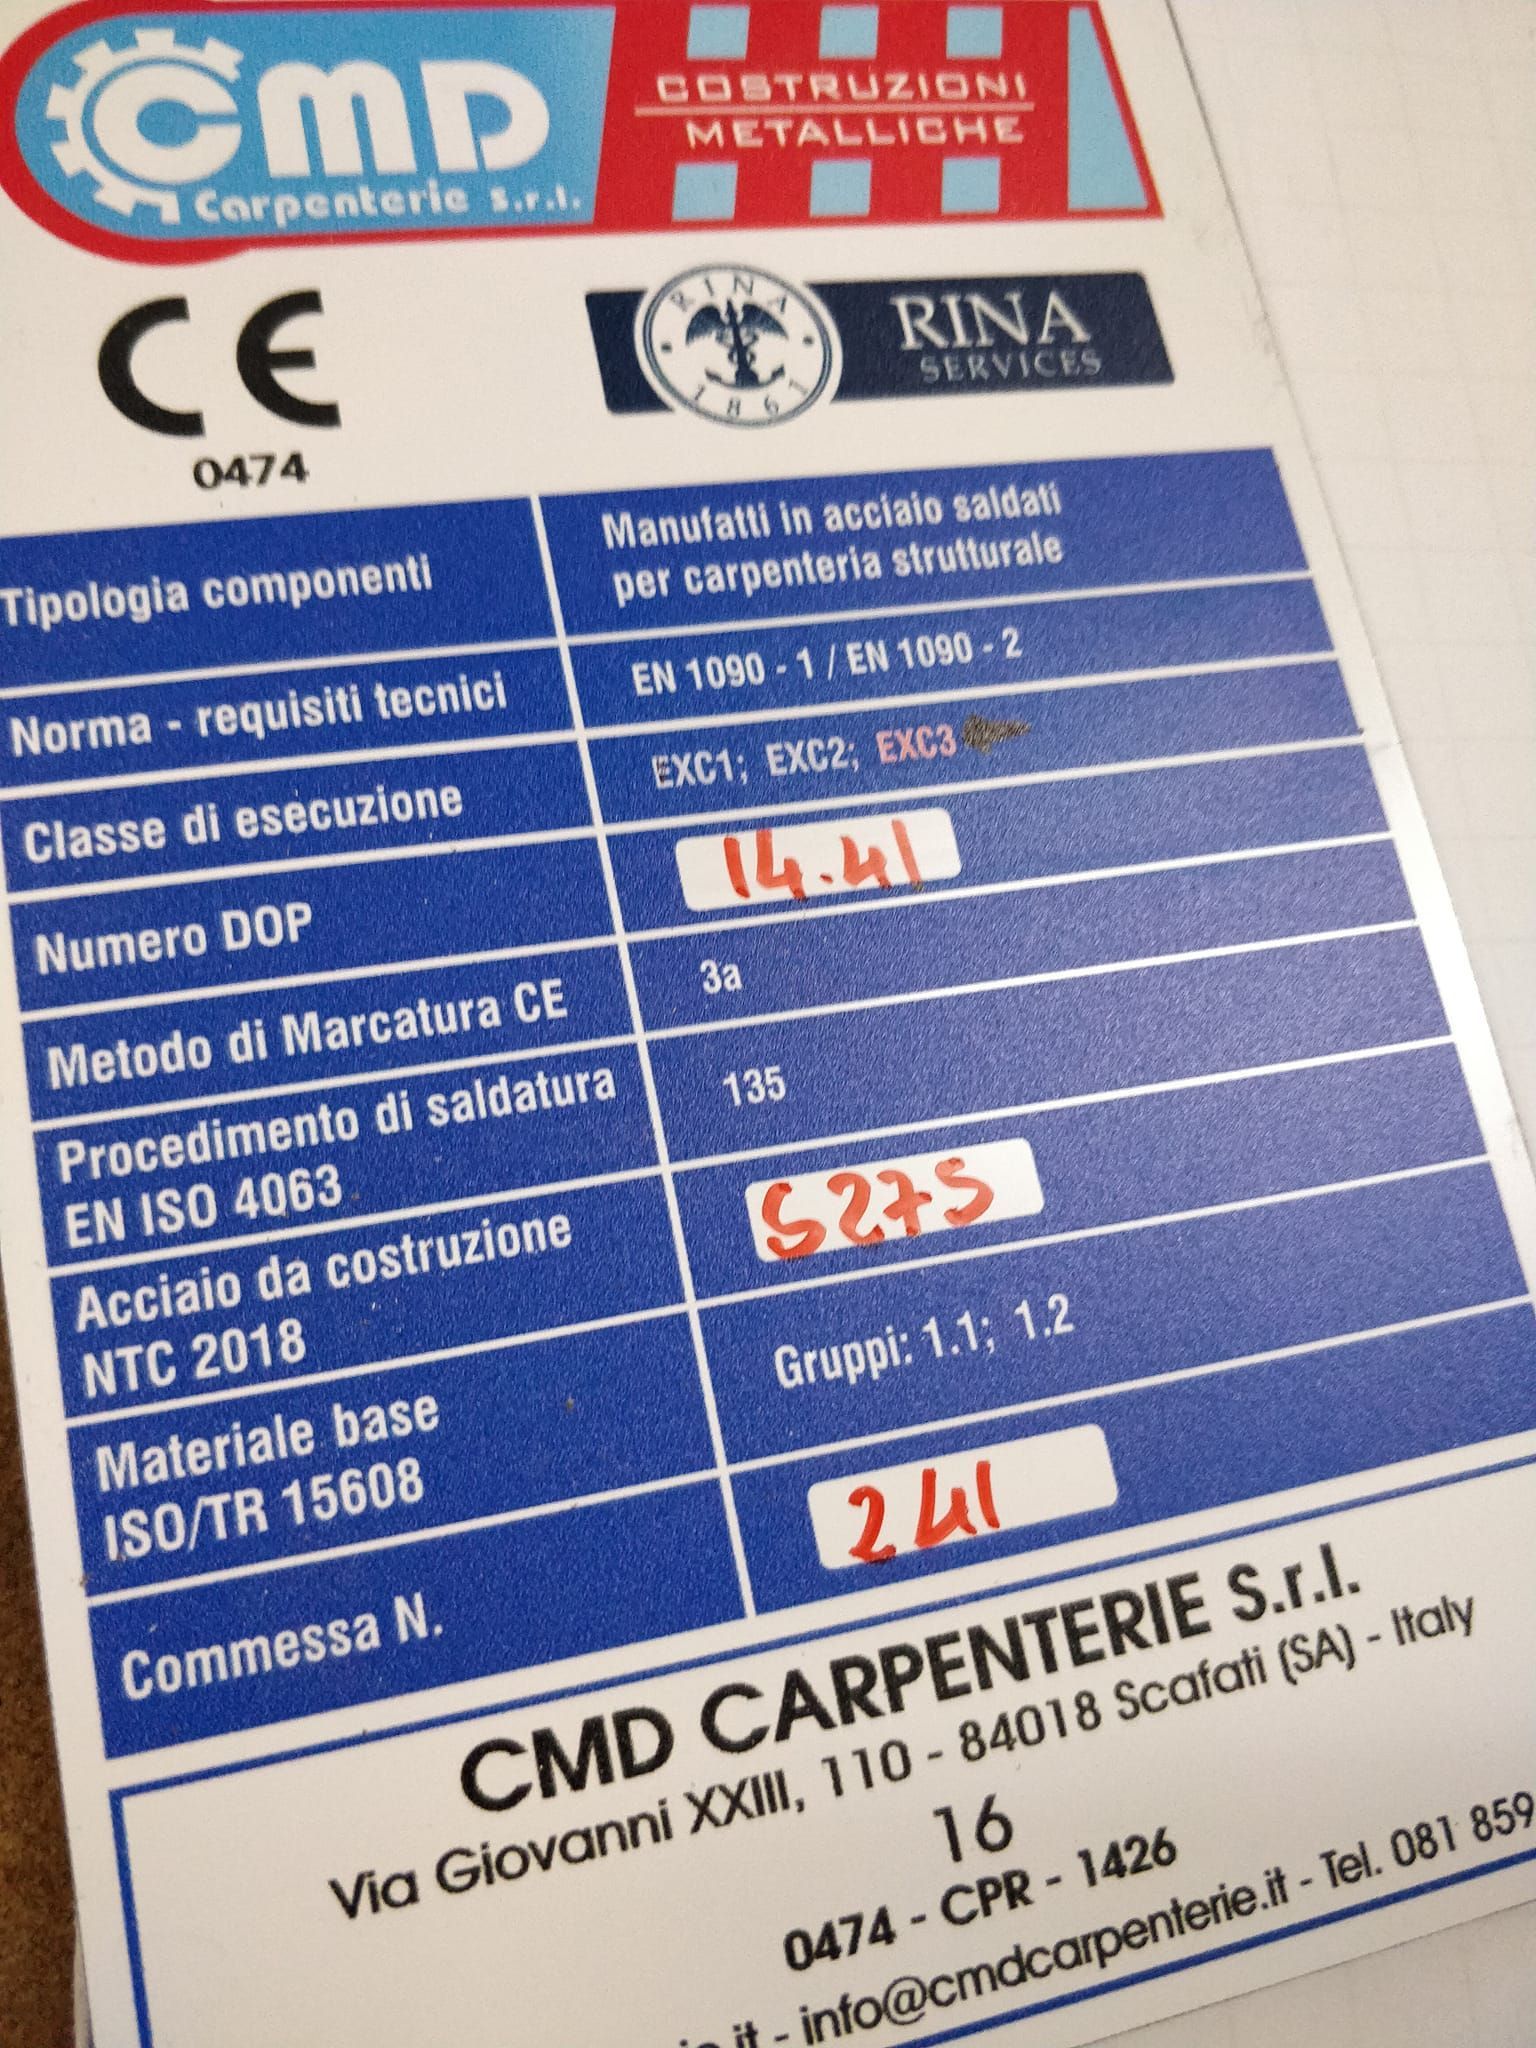 CMD
Carpenterie s.r.l.
COSTRUZIONI
METALLICHE
CE
0474
RINA
1861
RINA
SERVICES
Tipologia componenti
Manufatti in acciaio saldati
per carpenteria strutturale
Norma - requisiti tecnici
EN 1090 - 1 / EN 1090 - 2
Classe di esecuzione
EXC1; EXC2; EXC3
Numero DOP
14.41
Metodo di Marcatura CE
3a
Procedimento di saldatura
EN ISO 4063
135
Acciaio da costruzione
NTC 2018
S275
Materiale base
ISO/TR 15608
Gruppi: 1.1; 1.2
Commessa N.
241
CMD CARPENTERIE S.r.l.
Via Giovanni XXIII, 110 - 84018 Scafati (SA) - Italy
16
0474 - CPR - 1426
.it - info@cmdcarpenterie.it - Tel. 081 859